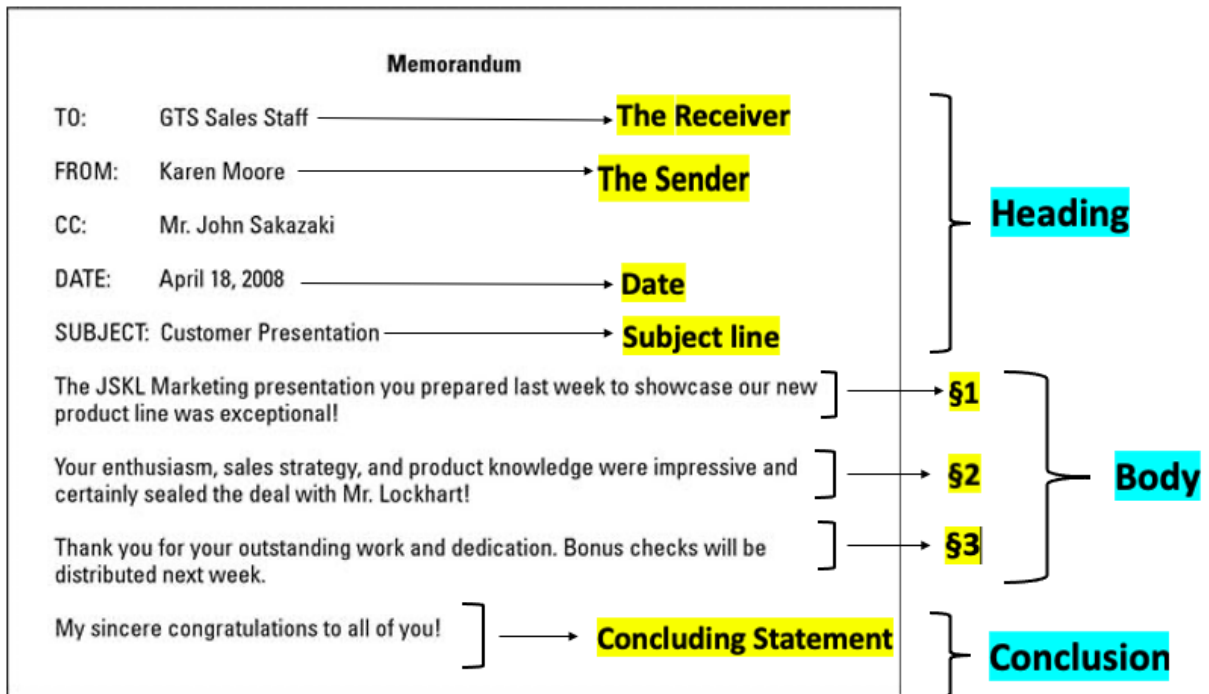 Memorandum
TO: GTS Sales Staff The Receiver
FROM: Karen Moore The Sender
CC: Mr. John Sakazaki
Heading
DATE: April 18, 2008 Date
SUBJECT: Customer Presentation Subject line
The JSKL Marketing presentation you prepared last week to showcase our new §1
product line was exceptional!
Your enthusiasm, sales strategy, and product knowledge were impressive and §2
certainly sealed the deal with Mr. Lockhart!
Body
Thank you for your outstanding work and dedication. Bonus checks will be §3
distributed next week.
My sincere congratulations to all of you! Concluding Statement
Conclusion